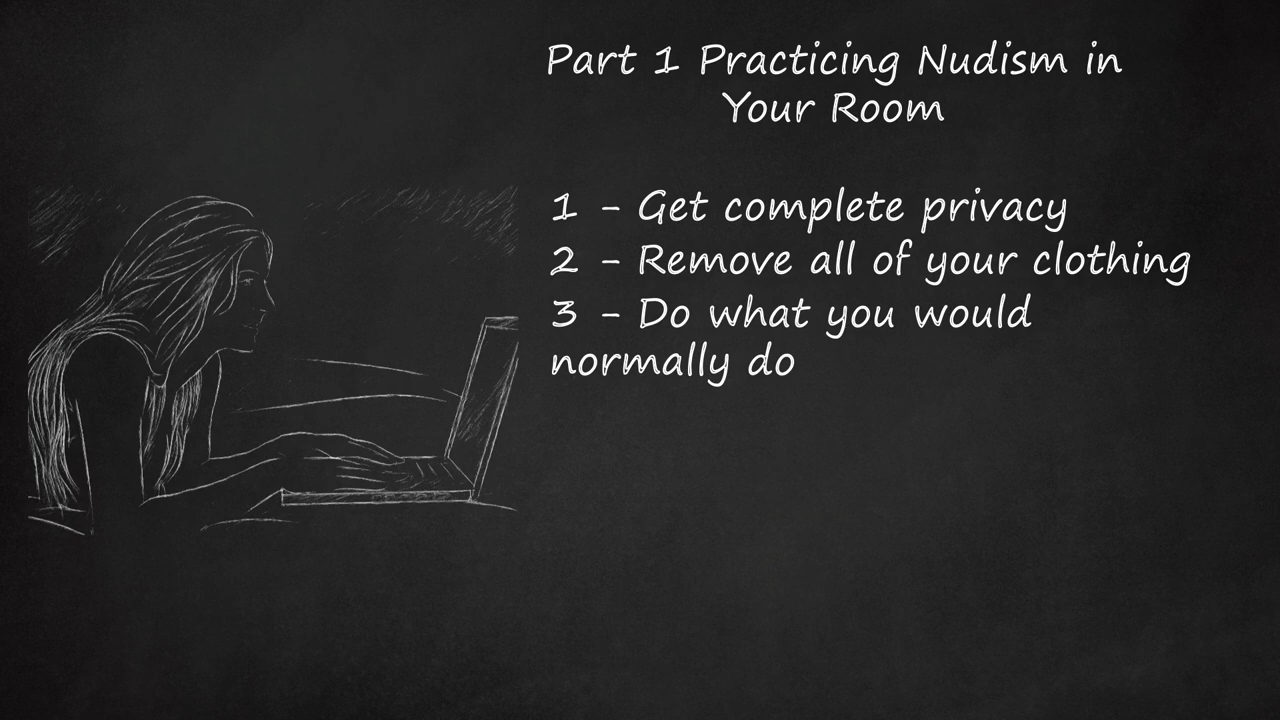 Part 1 Practicing Nudism in
Your Room
1 - Get complete privacy
2 - Remove all of your clothing
3 - Do what you would
normally do